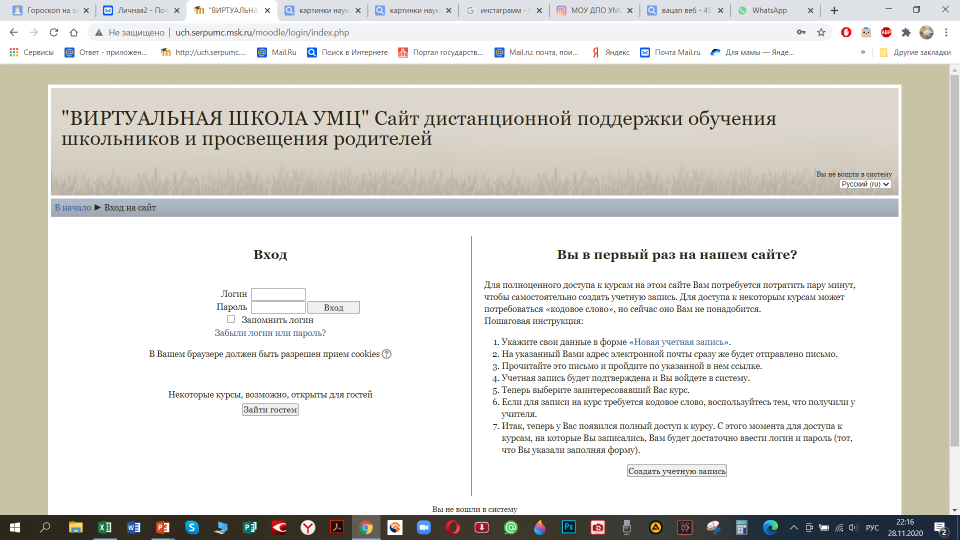 Гороскоп на за
Личная2 - Поч
"ВИРТУАЛЬНА
картинки наук
картинки наук
инстаграмм - 
МОУ ДПО УМ
вацап веб - 45
WhatsApp
Не защищено | uch.serpumc.msk.ru/moodle/login/index.php
Сервисы
Ответ - приложен...
http://uch.serpumc....
Mail.Ru
Поиск в Интернете
Портал государств...
Mail.ru: почта, пои...
Яндекс
Почта Mail.ru
Для мамы — Янде...
Другие закладки
"ВИРТУАЛЬНАЯ ШКОЛА УМЦ" Сайт дистанционной поддержки обучения
школьников и просвещения родителей
Вы не вошли в систему
Русский (ru)
В начало ► Вход на сайт
Вход
Логин
Пароль
Вход
Запомнить логин
Забыли логин или пароль?
В Вашем браузере должен быть разрешен прием cookies
Некоторые курсы, возможно, открыты для гостей
Зайти гостем
Вы в первый раз на нашем сайте?
Для полноценного доступа к курсам на этом сайте Вам потребуется потратить пару минут,
чтобы самостоятельно создать учетную запись. Для доступа к некоторым курсам может
потребоваться «кодовое слово», но сейчас оно Вам не понадобится.
Пошаговая инструкция:
1. Укажите свои данные в форме «Новая учетная запись».
2. На указанный Вами адрес электронной почты сразу же будет отправлено письмо.
3. Прочитайте это письмо и пройдите по указанной в нем ссылке.
4. Учетная запись будет подтверждена и Вы войдете в систему.
5. Теперь выберите заинтересовавший Вас курс.
6. Если для записи на курс требуется кодовое слово, воспользуйтесь тем, что получили у
учителя.
7. Итак, теперь у Вас появился полный доступ к курсу. С этого момента для доступа к
курсам, на которые Вы записались, Вам будет достаточно ввести логин и пароль (тот,
что Вы указали заполняя форму).
Создать учетную запись
Вы не вошли в систему
РУС
22:16
28.11.2020
2